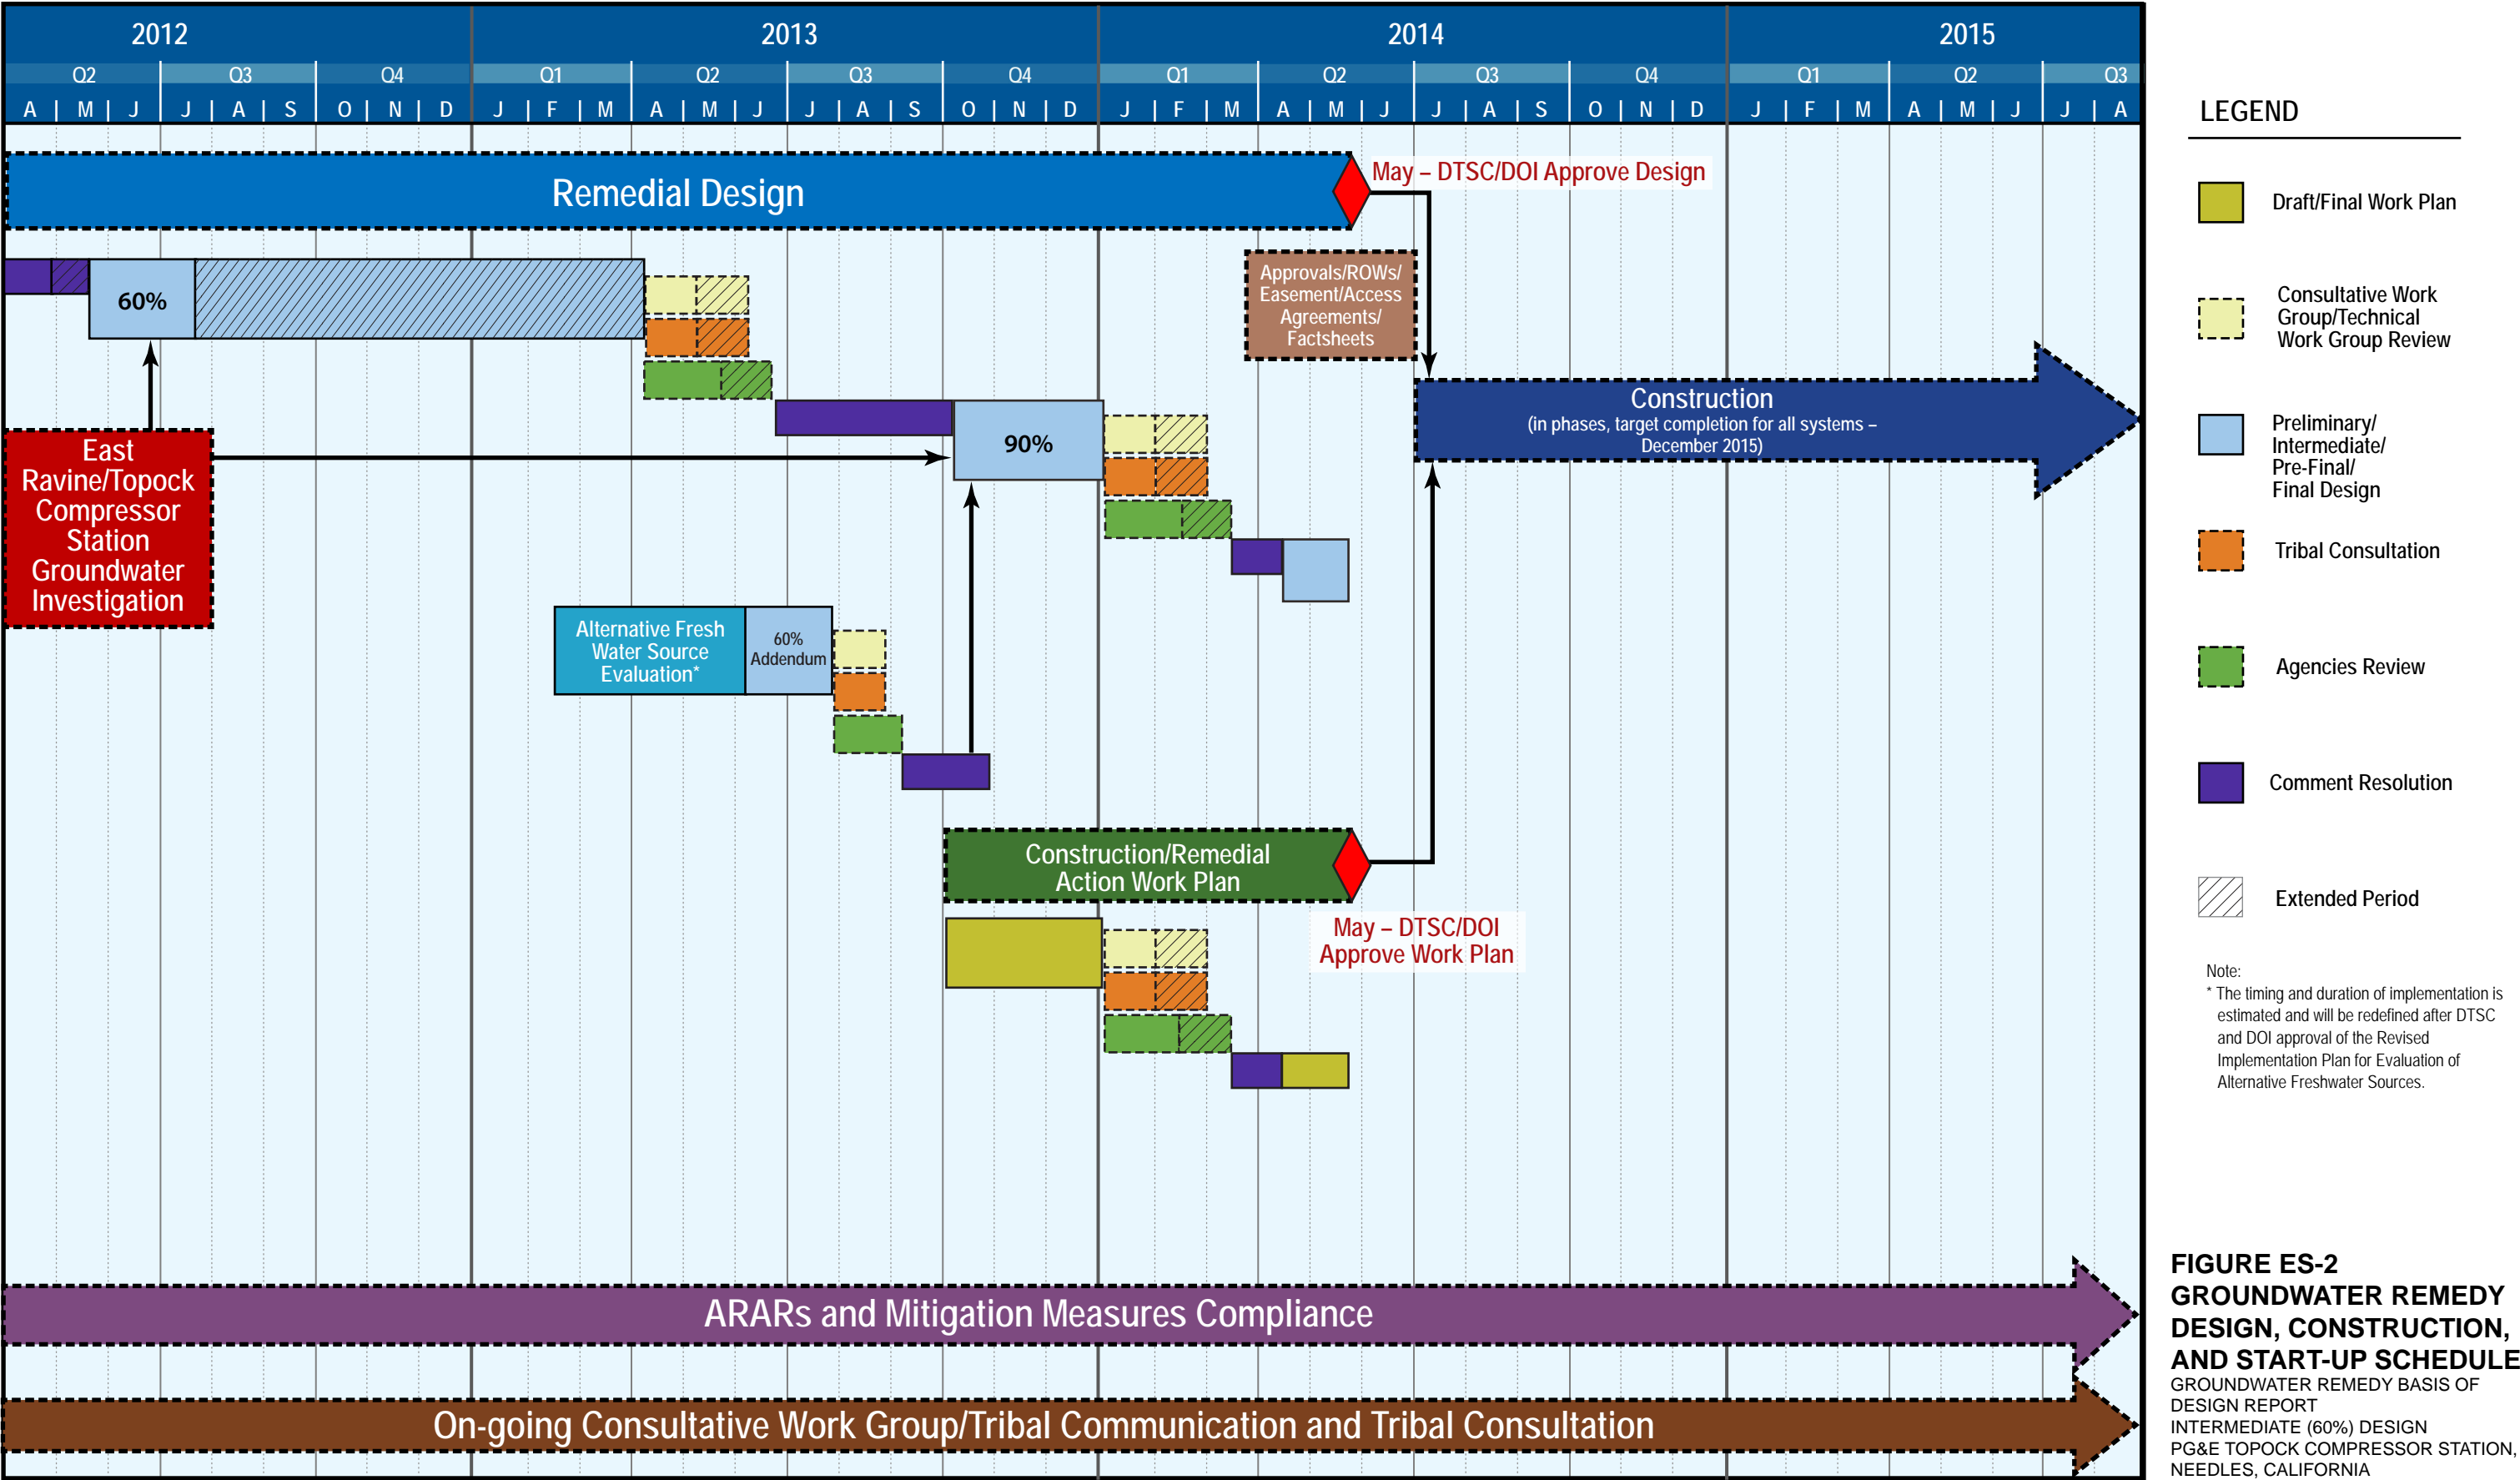 2012 2013 2014 2015
Q2 Q3 Q4 Q1 Q2 Q3 Q4 Q1 Q2 Q3 Q4 Q1 Q2 Q3
A M J J A S O N D J F M A M J J A S O N D J F M A M J J A S O N D J F M A M J J A
Remedial Design
May – DTSC/DOI Approve Design
60%
Approvals/ROWs/
Easement/Access
Agreements/
Factsheets
Construction
(in phases, target completion for all systems –
December 2015)
East
Ravine/Topock
Compressor
Station
Groundwater
Investigation
90%
Alternative Fresh
Water Source
Evaluation*
60%
Addendum
Construction/Remedial
Action Work Plan
May – DTSC/DOI
Approve Work Plan
ARARs and Mitigation Measures Compliance
On-going Consultative Work Group/Tribal Communication and Tribal Consultation
LEGEND
Draft/Final Work Plan
Consultative Work
Group/Technical
Work Group Review
Preliminary/
Intermediate/
Pre-Final/
Final Design
Tribal Consultation
Agencies Review
Comment Resolution
Extended Period
Note:
* The timing and duration of implementation is
estimated and will be redefined after DTSC
and DOI approval of the Revised
Implementation Plan for Evaluation of
Alternative Freshwater Sources.
FIGURE ES-2
GROUNDWATER REMEDY
DESIGN, CONSTRUCTION,
AND START-UP SCHEDULE
GROUNDWATER REMEDY BASIS OF
DESIGN REPORT
INTERMEDIATE (60%) DESIGN
PG&E TOPOCK COMPRESSOR STATION,
NEEDLES, CALIFORNIA